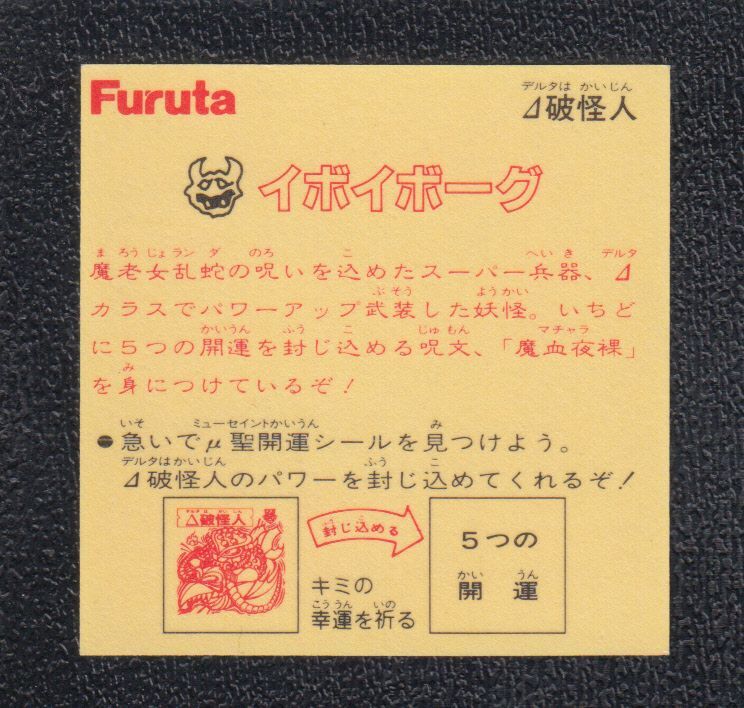 Furuta
デルタは かいじん
⊿破怪人
イボイボーグ
ま ろうじょ ラン ダ のろ こ へいき デルタ
魔老女乱蛇の呪いを込めたスーパー兵器、⊿
ぶそう ようかい
カラスでパワーアップ武装した妖怪。いちど
かいうん ふう こ じゅもん マチャラ
に5つの開運を封じ込める呪文、「魔血夜裸」
み
を身につけているぞ!
いそ ミューセイントかいうん み
●急いでμ聖開運シールを見つけよう。
デルタはかいじん ふう こ
⊿破怪人のパワーを封じ込めてくれるぞ!
デルタ は かい じん
⊿破怪人
ふう こ
封じ込める
キミの
こううん いの
幸運を祈る
5つの
かい うん
開運